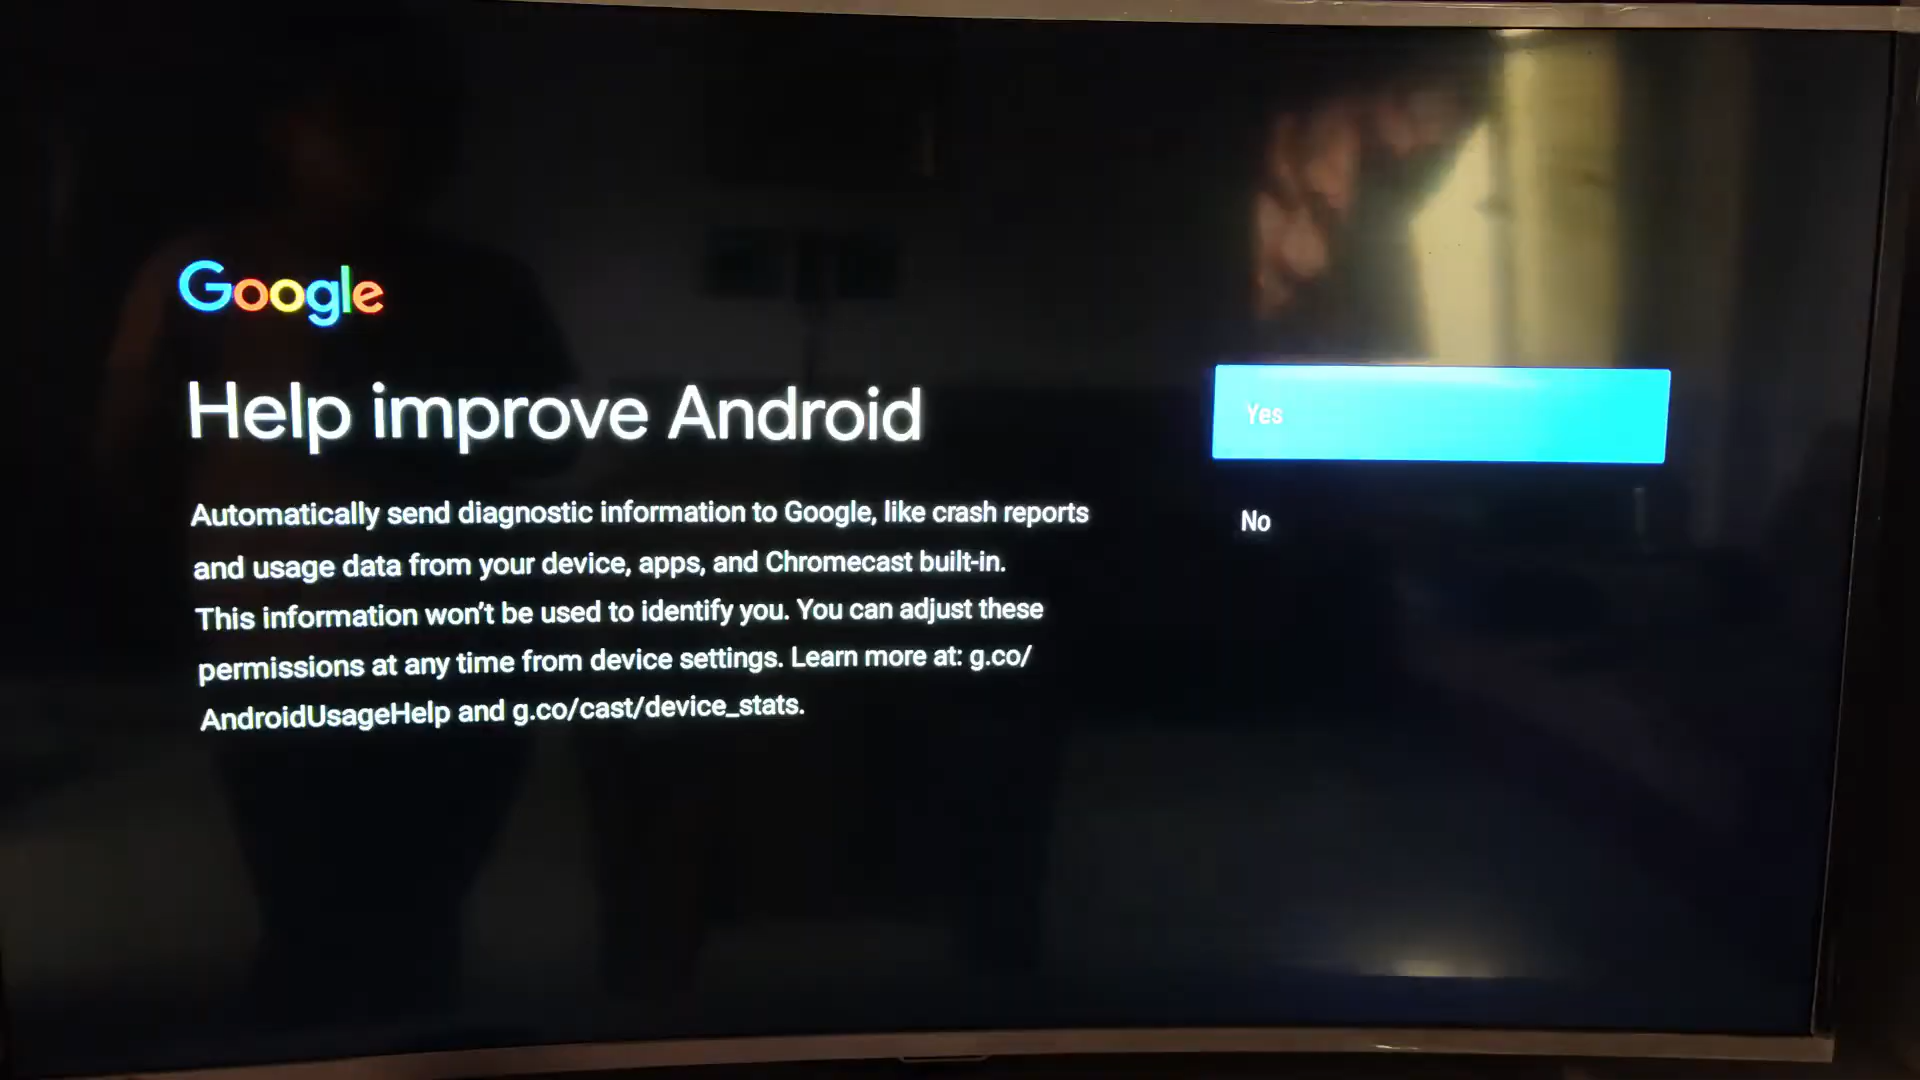 Google
Help improve Android
Automatically send diagnostic information to Google, like crash reports
and usage data from your device, apps, and Chromecast built-in.
This information won't be used to identify you. You can adjust these
permissions at any time from device settings. Learn more at: g.co/
AndroidUsageHelp and g.co/cast/device_stats.
Yes
No